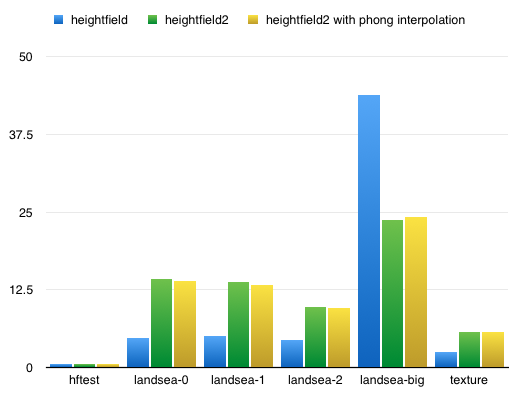 heightfield heightfield2 heightfield2 with phong interpolation
50
37.5
25
12.5
0
hftest landsea-0 landsea-1 landsea-2 landsea-big texture